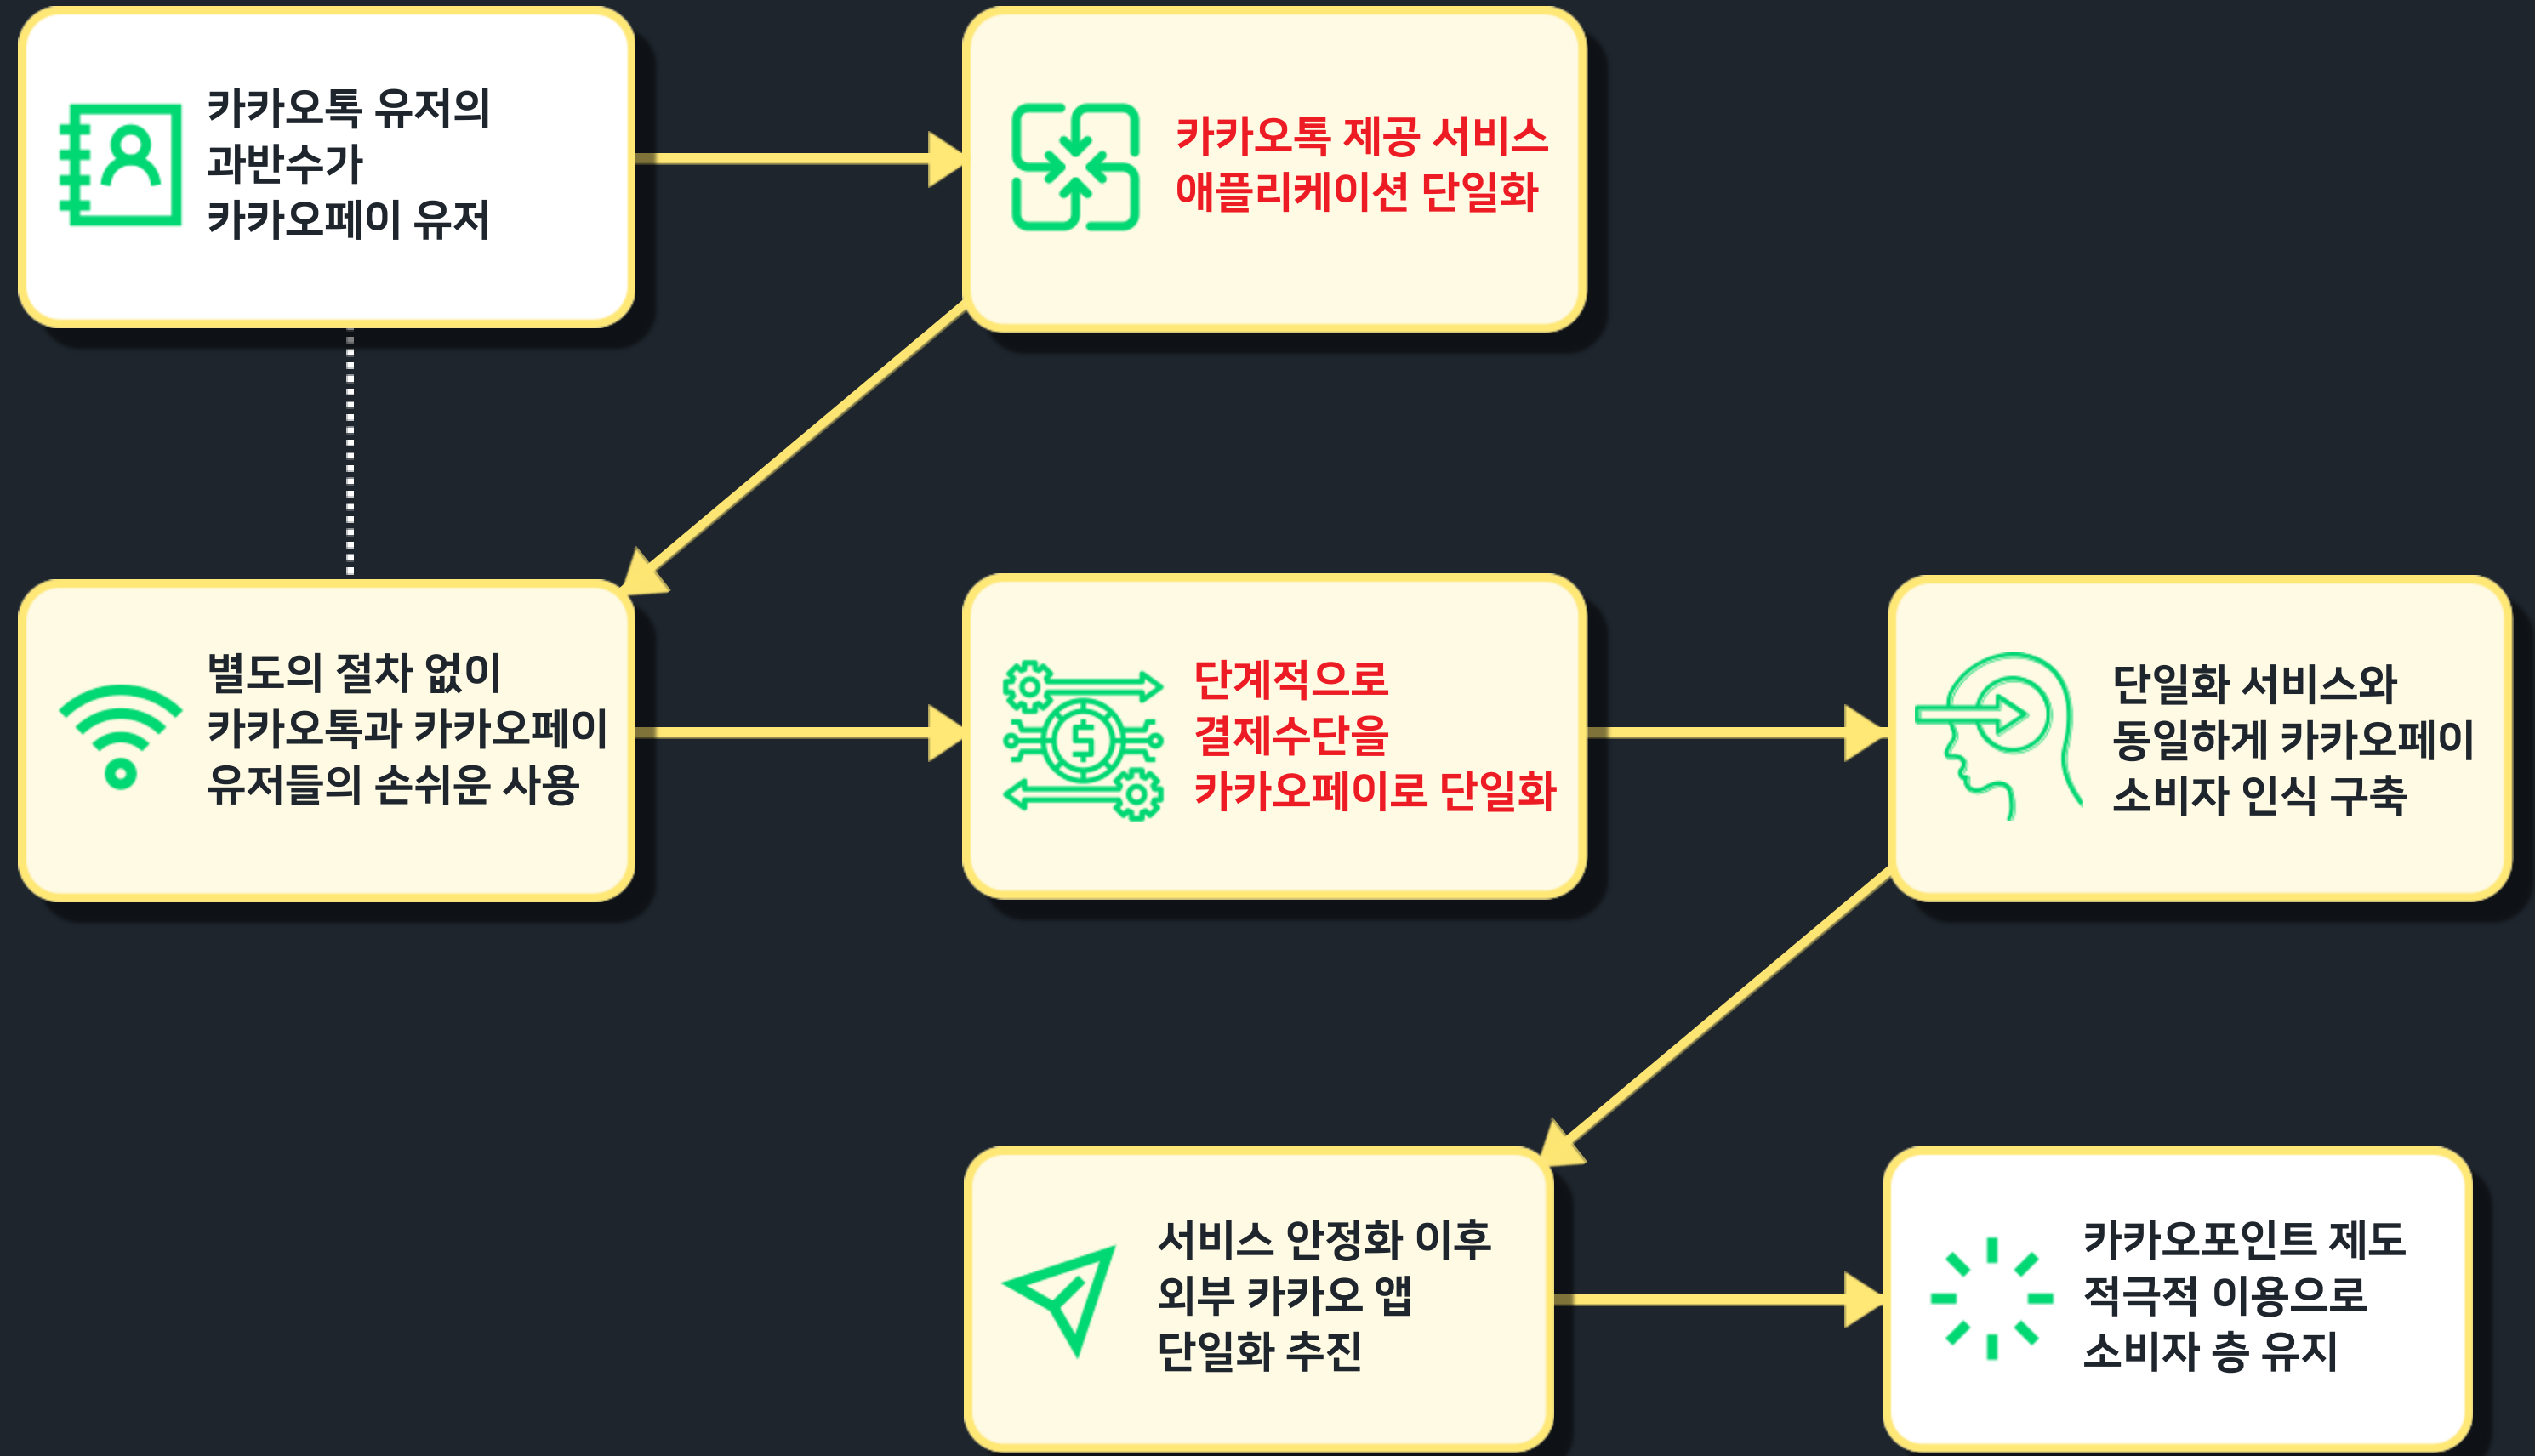 카카오톡 유저의
과반수가
카카오페이 유저
카카오톡 제공 서비스
애플리케이션 단일화
별도의 절차 없이
카카오톡과 카카오페이
유저들의 손쉬운 사용
단계적으로
결제수단을
카카오페이로 단일화
단일화 서비스와
동일하게 카카오페이
소비자 인식 구축
서비스 안정화 이후
외부 카카오 앱
단일화 추진
카카오포인트 제도
적극적 이용으로
소비자 층 유지